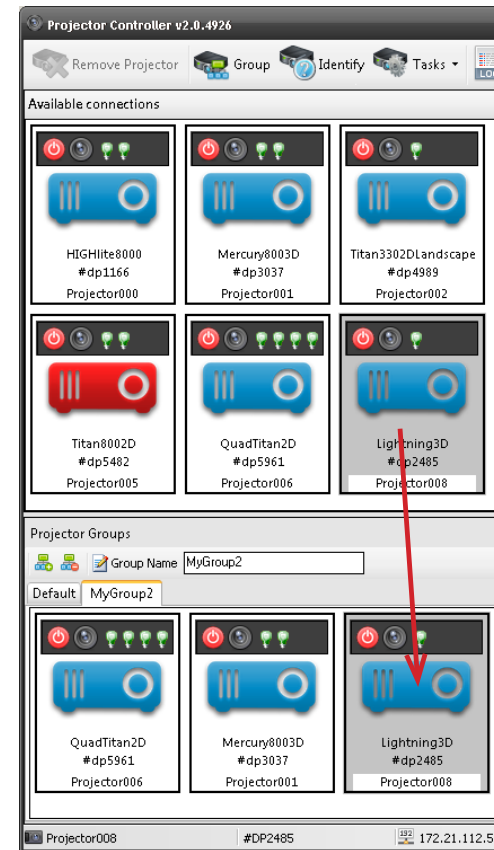 Projector Controller v2.0.4926
Remove Projector Group Identify Tasks
Available connections
HIGHlite8000 Mercury8003D Titan3302DLandscape
#dp1166 #dp3037 #dp4989
Projector000 Projector001 Projector002
Titan8002D QuadTitan2D Lightning3D
#dp5482 #dp5961 #dp2485
Projector005 Projector006 Projector008
Projector Groups
Group Name MyGroup2
Default MyGroup2
QuadTitan2D Mercury8003D Lightning3D
#dp5961 #dp3037 #dp2485
Projector006 Projector001 Projector008
Projector008 #DP2485 192 172.21.112.5